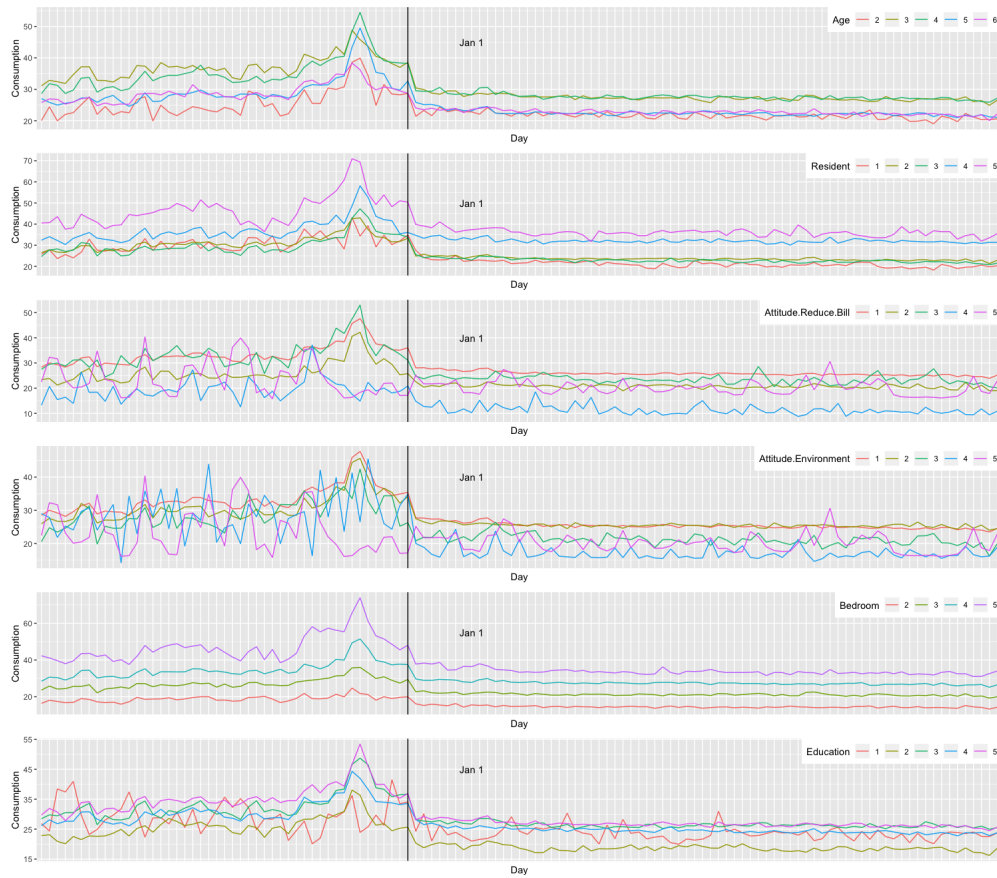 Age 2 3 4 5 6
Consumption
50
40
30
20
Jan 1
Day
Resident 1 2 3 4 5
Consumption
70
60
50
40
30
20
Jan 1
Day
Attitude.Reduce.Bill 1 2 3 4 5
Consumption
50
40
30
20
10
Jan 1
Day
Attitude.Environment 1 2 3 4 5
Consumption
40
30
20
Jan 1
Day
Bedroom 2 3 4 5
Consumption
60
40
20
Jan 1
Day
Education 1 2 3 4 5
Consumption
55
45
35
25
15
Jan 1
Day